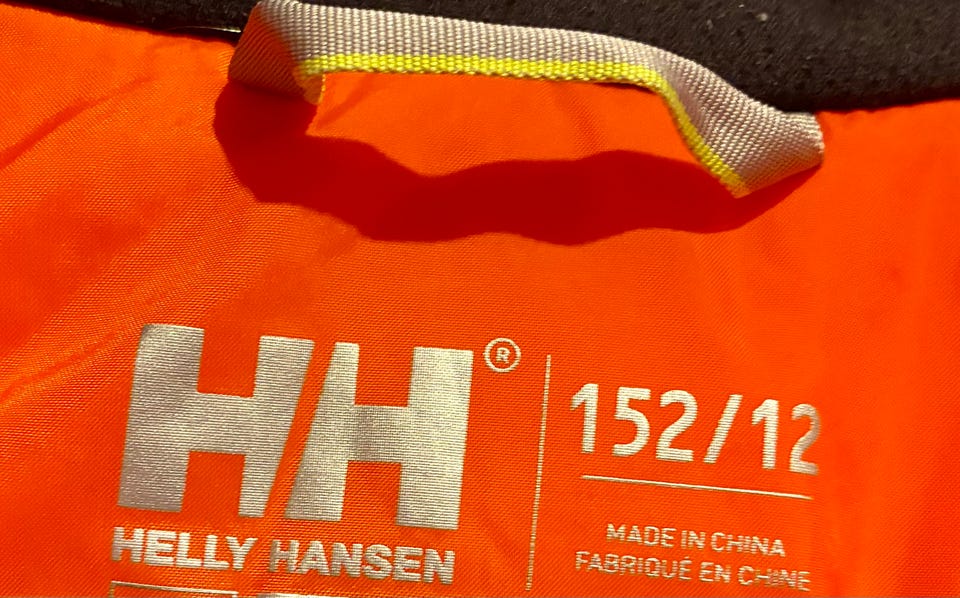 HH®
HELLY HANSEN
152/12
MADE IN CHINA
FABRIQUÉ EN CHINE